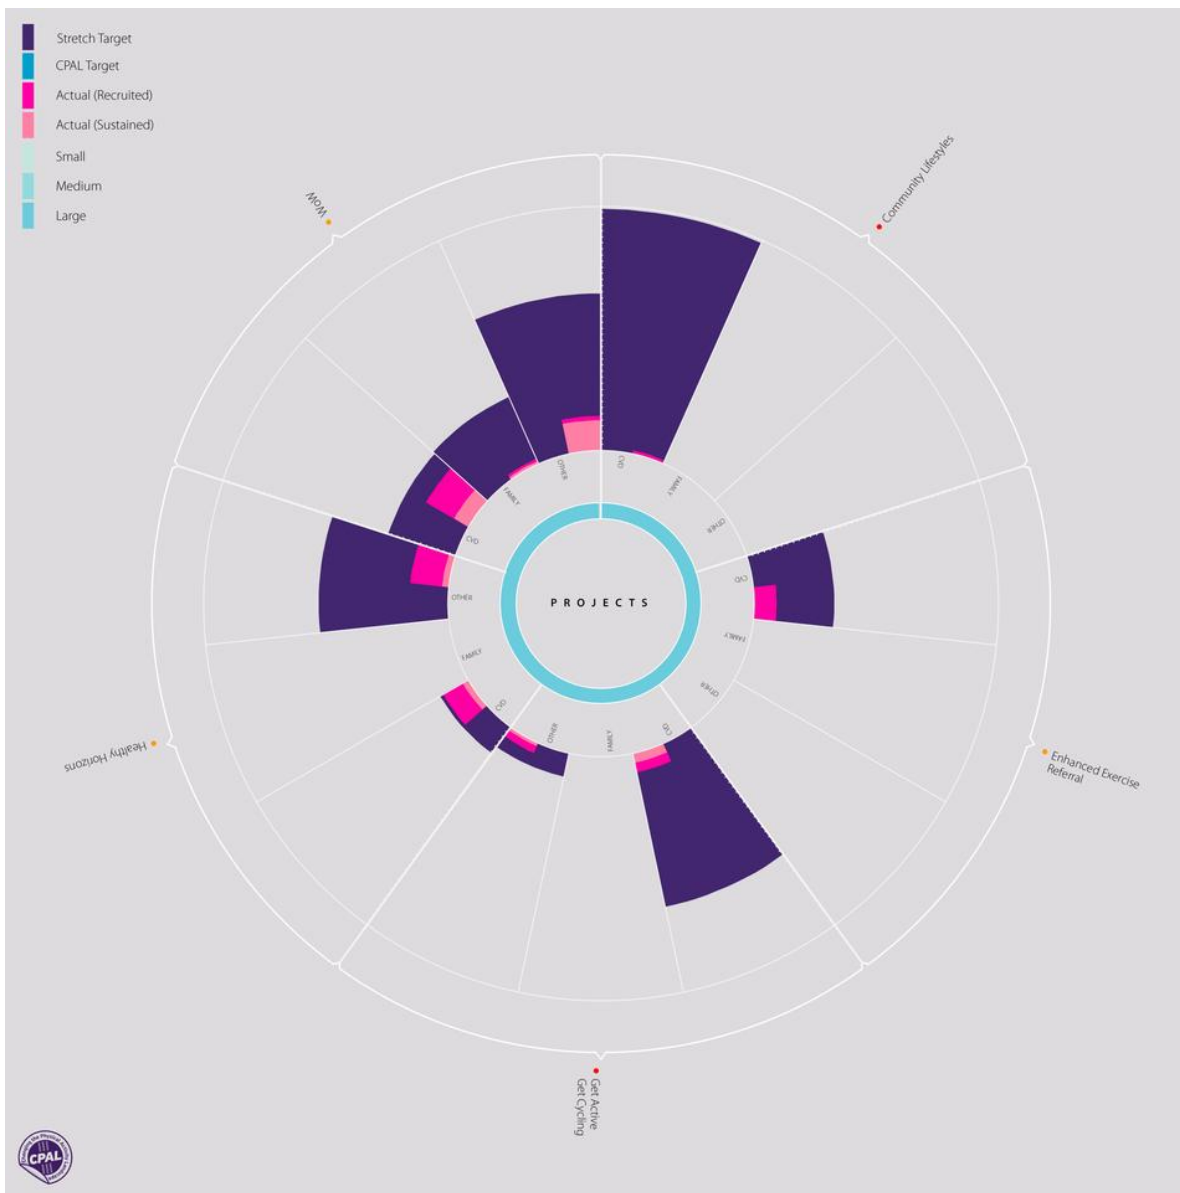 Stretch Target
CPAL Target
Actual (Recruited)
Actual (Sustained)
Small
Medium
Large
Community Lifestyles
CVD
FAMILY
OTHER
Enhanced Exercise
Referral
CVD
FAMILY
OTHER
Get Active
Get Cycling
CVD
FAMILY
OTHER
Healthy Horizons
CVD
FAMILY
OTHER
WoW
CVD
FAMILY
OTHER
PROJECTS
CPAL